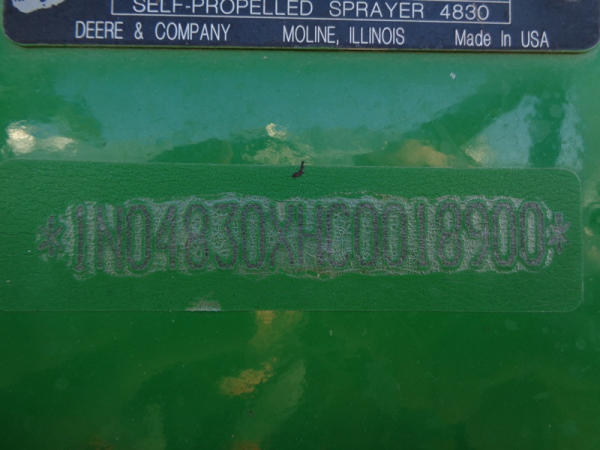 SELF-PROPELLED SPRAYER 4830
DEERE & COMPANY MOLINE, ILLINOIS Made In USA
*1N04830XHC0018900*